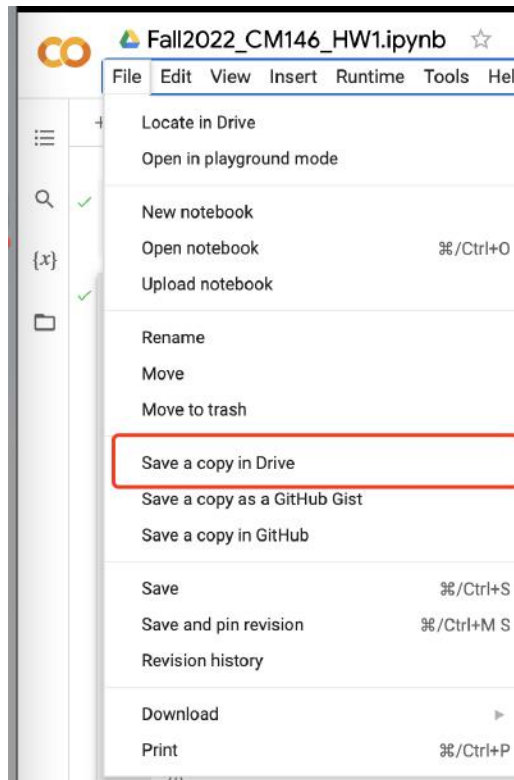 CO
Fall2022_CM146_HW1.ipynb
File Edit View Insert Runtime Tools Hel
+
Locate in Drive
Open in playground mode
New notebook
Open notebook ⌘/Ctrl+O
Upload notebook
{x}
Rename
Move
Move to trash
Save a copy in Drive
Save a copy as a GitHub Gist
Save a copy in GitHub
Save ⌘/Ctrl+S
Save and pin revision ⌘/Ctrl+M S
Revision history
Download
Print ⌘/Ctrl+P